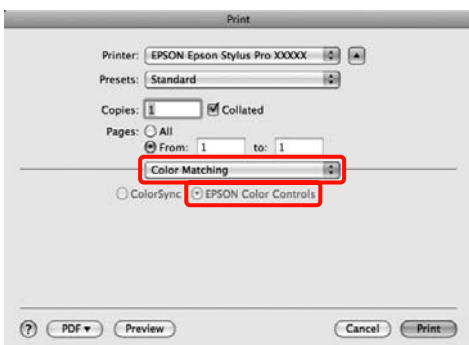 Print
Printer: EPSON Epson Stylus Pro XXXXX
Presets: Standard
Copies: 1 Collated
Pages: All
From: 1 to: 1
Color Matching
ColorSync EPSON Color Controls
? PDF Preview Cancel Print